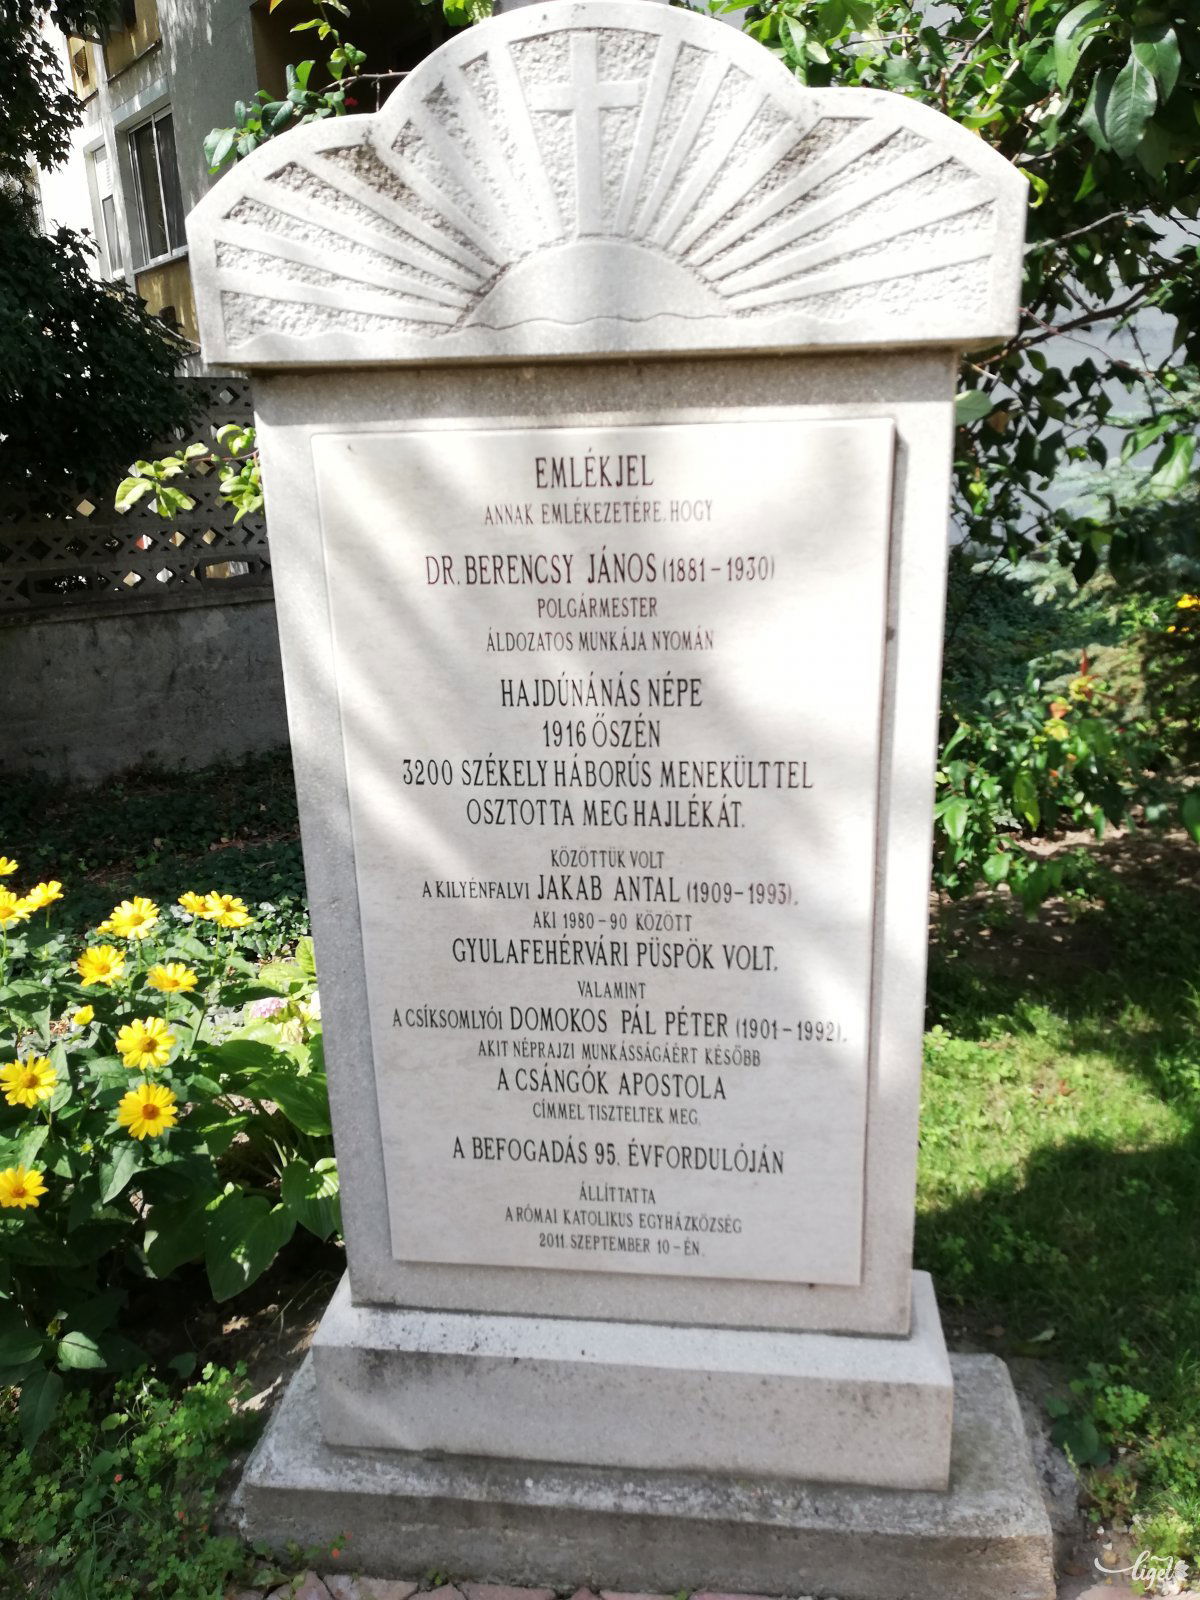 EMLÉKJEL
ANNAK EMLÉKEZETÉRE, HOGY
DR. BERENCSY JÁNOS (1881-1930)
POLGÁRMESTER
ÁLDOZATOS MUNKÁJA NYOMÁN
HAJDÚNÁNÁS NÉPE
1916 ŐSZÉN
3200 SZÉKELY HÁBORÚS MENEKÜLTTEL
OSZTOTTA MEG HAJLÉKÁT.
KÖZÖTTÜK VOLT
A KILYÉNFALVI JAKAB ANTAL (1909-1993),
AKI 1980-90 KÖZÖTT
GYULAFEHÉRVÁRI PÜSPÖK VOLT,
VALAMINT
A CSÍKSOMLYÓI DOMOKOS PÁL PÉTER (1901-1992),
AKIT NÉPRAJZI MUNKÁSSÁGÁÉRT KÉSŐBB
A CSÁNGÓK APOSTOLA
CÍMMEL TISZTELTEK MEG.
A BEFOGADÁS 95. ÉVFORDULÓJÁN
ÁLLÍTTATTA
A RÓMAI KATOLIKUS EGYHÁZKÖZSÉG
2011. SZEPTEMBER 10-ÉN.
liget